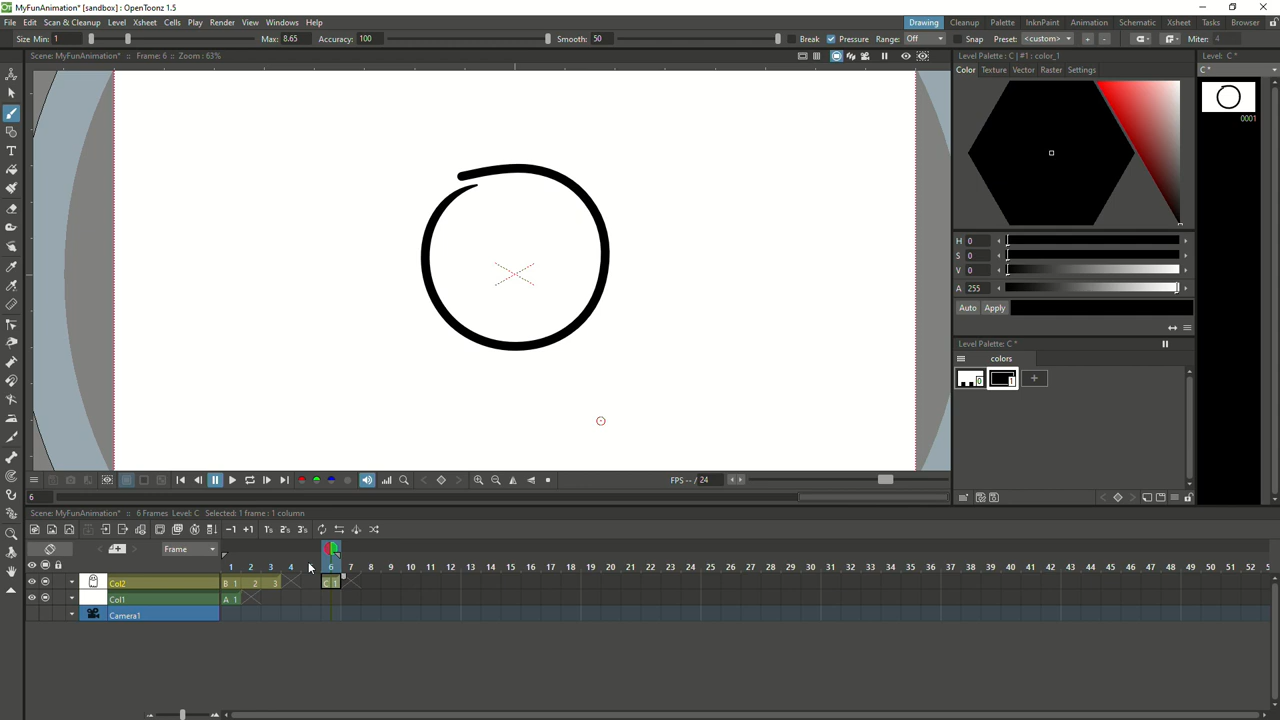 MyFunAnimation* [sandbox] : OpenToonz 1.5
File Edit Scan & Cleanup Level Xsheet Cells Play Render View Windows Help
Drawing Cleanup Palette InknPaint Animation Schematic Xsheet Tasks Browser
Size Min: 1 Max: 8.65 Accuracy: 100 Smooth: 50 Break Pressure Range: Off Snap Preset: <custom> + - Miter: 4
Scene: MyFunAnimation* :: Frame: 6 :: Zoom: 63%
Level Palette: C | #1 : color_1
Level: C*
Color Texture Vector Raster Settings
C*
0001
H 0
S 0
V 0
A 255
Auto Apply
Level Palette: C*
colors
0 1 +
FPS -- / 24
6
Scene: MyFunAnimation* :: 6 Frames Level: C Selected: 1 frame : 1 column
-1 +1 1's 2's 3's
Frame
1 2 3 4 6 7 8 9 10 11 12 13 14 15 16 17 18 19 20 21 22 23 24 25 26 27 28 29 30 31 32 33 34 35 36 37 38 39 40 41 42 43 44 45 46 47 48 49 50 51 52 5
Col2 B 1 2 3 C 1
Col1 A 1
Camera1